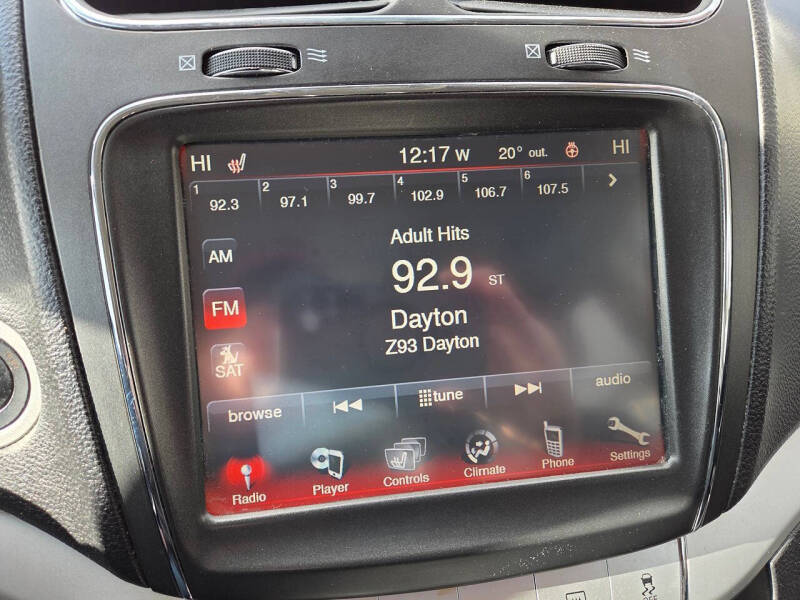 HI 12:17 W 20° out. HI
1 2 3 4 5 6
92.3 97.1 99.7 102.9 106.7 107.5
Adult Hits
AM
92.9 ST
FM
Dayton
Z93 Dayton
SAT
browse tune audio
Radio Player Controls Climate Phone Settings
OFF